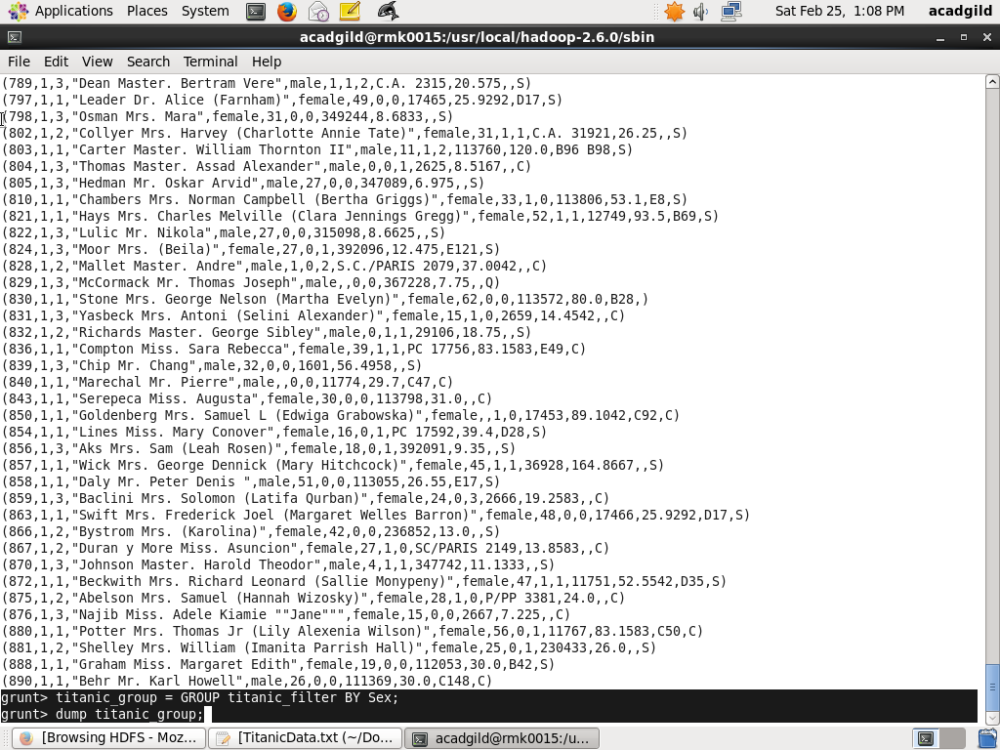 Applications Places System Sat Feb 25, 1:08 PM acadgild
acadgild@rmk0015:/usr/local/hadoop-2.6.0/sbin
File Edit View Search Terminal Help
(789,1,3,"Dean Master. Bertram Vere",male,1,1,2,C.A. 2315,20.575,,S)
(797,1,1,"Leader Dr. Alice (Farnham)",female,49,0,0,17465,25.9292,D17,S)
(798,1,3,"Osman Mrs. Mara",female,31,0,0,349244,8.6833,,S)
(802,1,2,"Collyer Mrs. Harvey (Charlotte Annie Tate)",female,31,1,1,C.A. 31921,26.25,,S)
(803,1,1,"Carter Master. William Thornton II",male,11,1,2,113760,120.0,B96 B98,S)
(804,1,3,"Thomas Master. Assad Alexander",male,0,0,1,2625,8.5167,,C)
(805,1,3,"Hedman Mr. Oskar Arvid",male,27,0,0,347089,6.975,,S)
(810,1,1,"Chambers Mrs. Norman Campbell (Bertha Griggs)",female,33,1,0,113806,53.1,E8,S)
(821,1,1,"Hays Mrs. Charles Melville (Clara Jennings Gregg)",female,52,1,1,12749,93.5,B69,S)
(822,1,3,"Lulic Mr. Nikola",male,27,0,0,315098,8.6625,,S)
(824,1,3,"Moor Mrs. (Beila)",female,27,0,1,392096,12.475,E121,S)
(828,1,2,"Mallet Master. Andre",male,1,0,2,S.C./PARIS 2079,37.0042,,C)
(829,1,3,"McCormack Mr. Thomas Joseph",male,,0,0,367228,7.75,,Q)
(830,1,1,"Stone Mrs. George Nelson (Martha Evelyn)",female,62,0,0,113572,80.0,B28,)
(831,1,3,"Yasbeck Mrs. Antoni (Selini Alexander)",female,15,1,0,2659,14.4542,,C)
(832,1,2,"Richards Master. George Sibley",male,0,1,1,29106,18.75,,S)
(836,1,1,"Compton Miss. Sara Rebecca",female,39,1,1,PC 17756,83.1583,E49,C)
(839,1,3,"Chip Mr. Chang",male,32,0,0,1601,56.4958,,S)
(840,1,1,"Marechal Mr. Pierre",male,,0,0,11774,29.7,C47,C)
(843,1,1,"Serepeca Miss. Augusta",female,30,0,0,113798,31.0,,C)
(850,1,1,"Goldenberg Mrs. Samuel L (Edwiga Grabowska)",female,,1,0,17453,89.1042,C92,C)
(854,1,1,"Lines Miss. Mary Conover",female,16,0,1,PC 17592,39.4,D28,S)
(856,1,3,"Aks Mrs. Sam (Leah Rosen)",female,18,0,1,392091,9.35,,S)
(857,1,1,"Wick Mrs. George Dennick (Mary Hitchcock)",female,45,1,1,36928,164.8667,,S)
(858,1,1,"Daly Mr. Peter Denis ",male,51,0,0,113055,26.55,E17,S)
(859,1,3,"Baclini Mrs. Solomon (Latifa Qurban)",female,24,0,3,2666,19.2583,,C)
(863,1,1,"Swift Mrs. Frederick Joel (Margaret Welles Barron)",female,48,0,0,17466,25.9292,D17,S)
(866,1,2,"Bystrom Mrs. (Karolina)",female,42,0,0,236852,13.0,,S)
(867,1,2,"Duran y More Miss. Asuncion",female,27,1,0,SC/PARIS 2149,13.8583,,C)
(870,1,3,"Johnson Master. Harold Theodor",male,4,1,1,347742,11.1333,,S)
(872,1,1,"Beckwith Mrs. Richard Leonard (Sallie Monypeny)",female,47,1,1,11751,52.5542,D35,S)
(875,1,2,"Abelson Mrs. Samuel (Hannah Wizosky)",female,28,1,0,P/PP 3381,24.0,,C)
(876,1,3,"Najib Miss. Adele Kiamie ""Jane""",female,15,0,0,2667,7.225,,C)
(880,1,1,"Potter Mrs. Thomas Jr (Lily Alexenia Wilson)",female,56,0,1,11767,83.1583,C50,C)
(881,1,2,"Shelley Mrs. William (Imanita Parrish Hall)",female,25,0,1,230433,26.0,,S)
(888,1,1,"Graham Miss. Margaret Edith",female,19,0,0,112053,30.0,B42,S)
(890,1,1,"Behr Mr. Karl Howell",male,26,0,0,111369,30.0,C148,C)
grunt> titanic_group = GROUP titanic_filter BY Sex;
grunt> dump titanic_group;
[Browsing HDFS - Moz... [TitanicData.txt (~/Do... acadgild@rmk0015:/u...